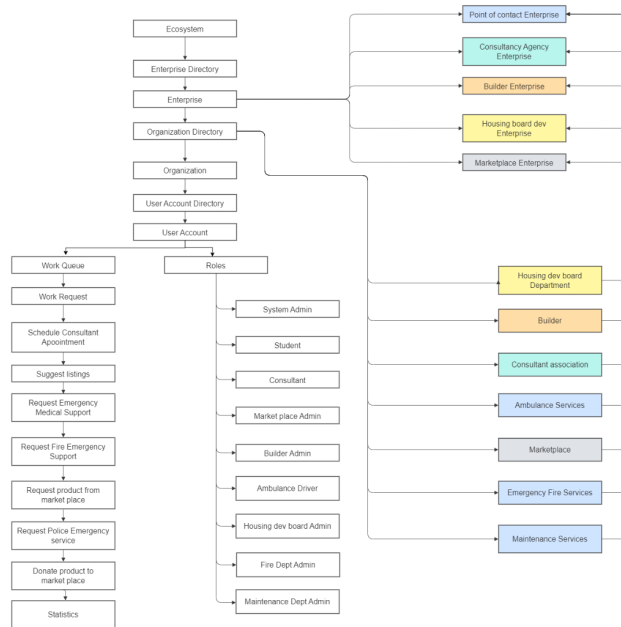 Ecosystem
Enterprise Directory
Enterprise
Organization Directory
Organization
User Account Directory
User Account
Work Queue
Work Request
Schedule Consultant
Apoointment
Suggest listings
Request Emergency
Medical Support
Request Fire Emergency
Support
Request product from
market place
Request Police Emergency
service
Donate product to
market place
Statistics
Roles
System Admin
Student
Consultant
Market place Admin
Builder Admin
Ambulance Driver
Housing dev board Admin
Fire Dept Admin
Maintenance Dept Admin
Point of contact Enterprise
Consultancy Agency
Enterprise
Builder Enterprise
Housing board dev
Enterprise
Marketplace Enterprise
Housing dev board
Department
Builder
Consultant association
Ambulance Services
Marketplace
Emergency Fire Services
Maintenance Services